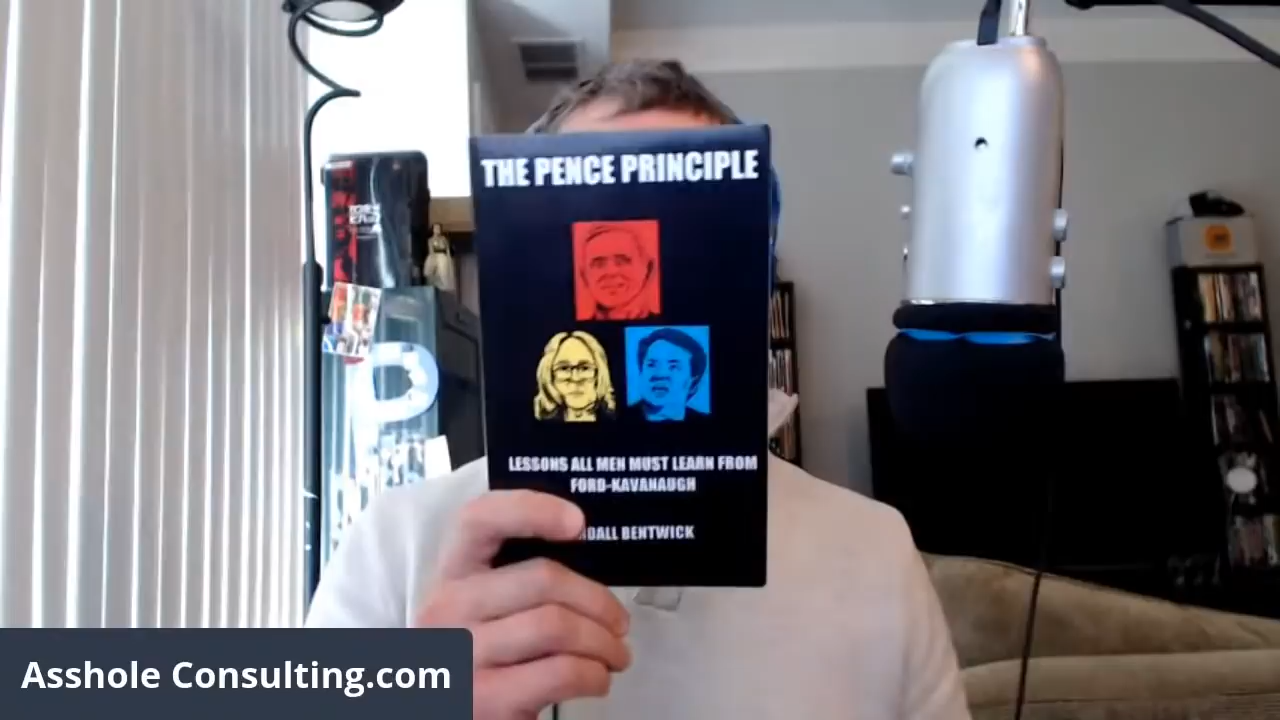 THE PENCE PRINCIPLE
LESSONS ALL MEN MUST LEARN FROM
FORD-KAVANAUGH
BENTWICK
Asshole Consulting.com